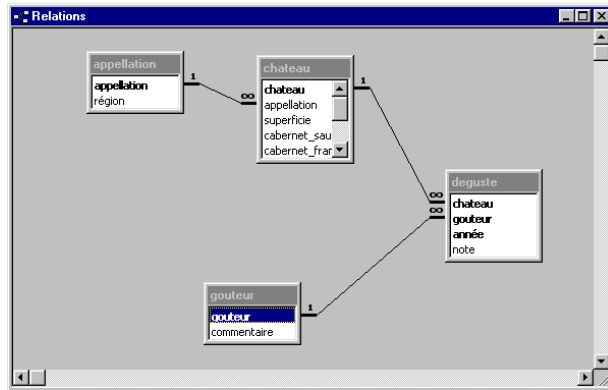 Relations
appellation
appellation
région
1
∞
chateau
chateau
appellation
superficie
cabernet_sau
cabernet_frar
1
∞
∞
deguste
chateau
gouteur
année
note
gouteur
gouteur
commentaire
1